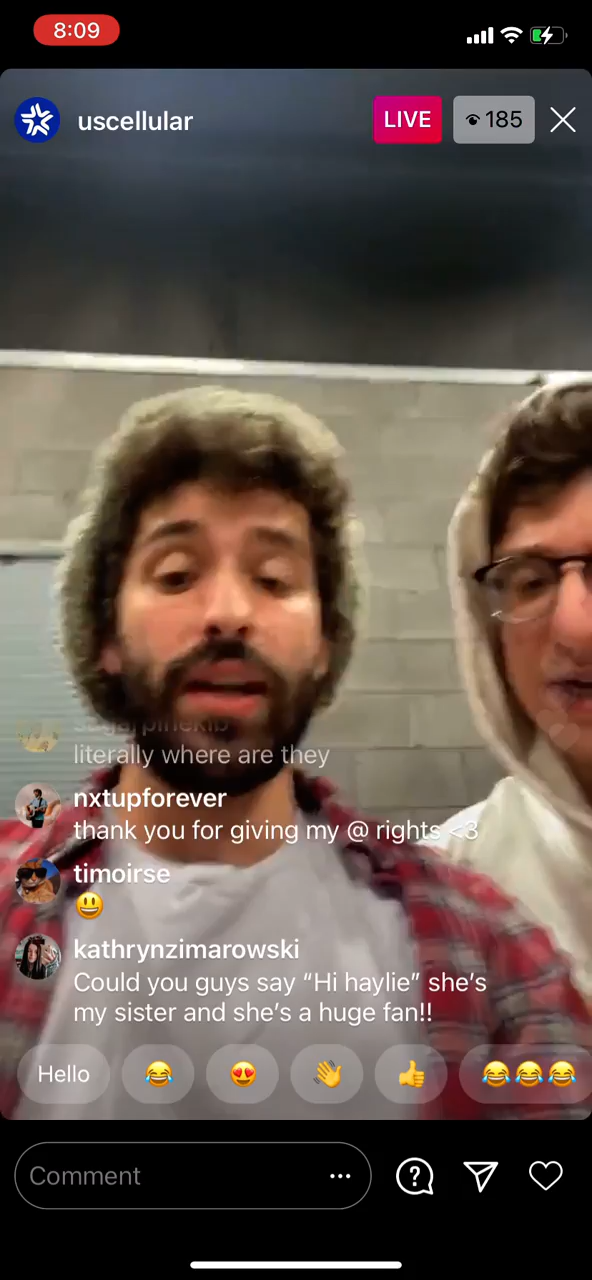 8:09
uscellular
LIVE
185
literally where are they
nxtupforever
thank you for giving my @ rights <3
timoirse
😃
kathrynzimarowski
Could you guys say “Hi haylie” she’s
my sister and she’s a huge fan!!
Hello 😂 😍 👋 👍 😂😂😂
Comment